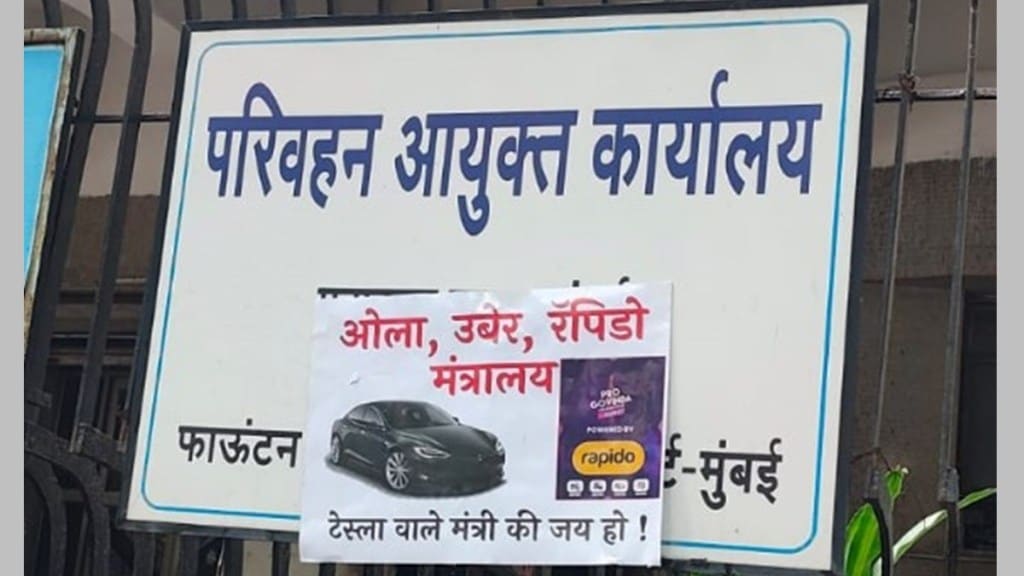 परिवहन आयुक्त कार्यालय
ओला, उबेर, रॅपिडो
मंत्रालय
PRO
GOVINDA
POWERED BY
rapido
फाऊंटन
र्ट-मुंबई
टेस्ला वाले मंत्री की जय हो !